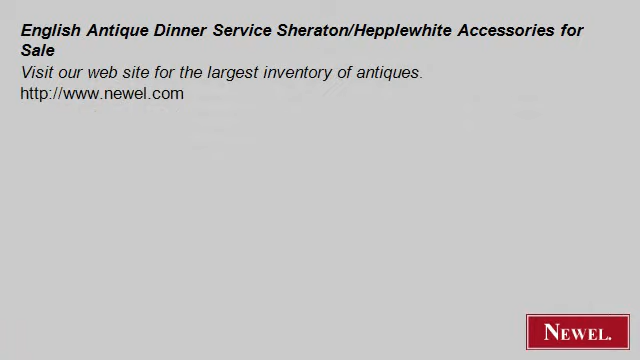 English Antique Dinner Service Sheraton/Hepplewhite Accessories for
Sale
Visit our web site for the largest inventory of antiques.
http://www.newel.com
NEWEL.